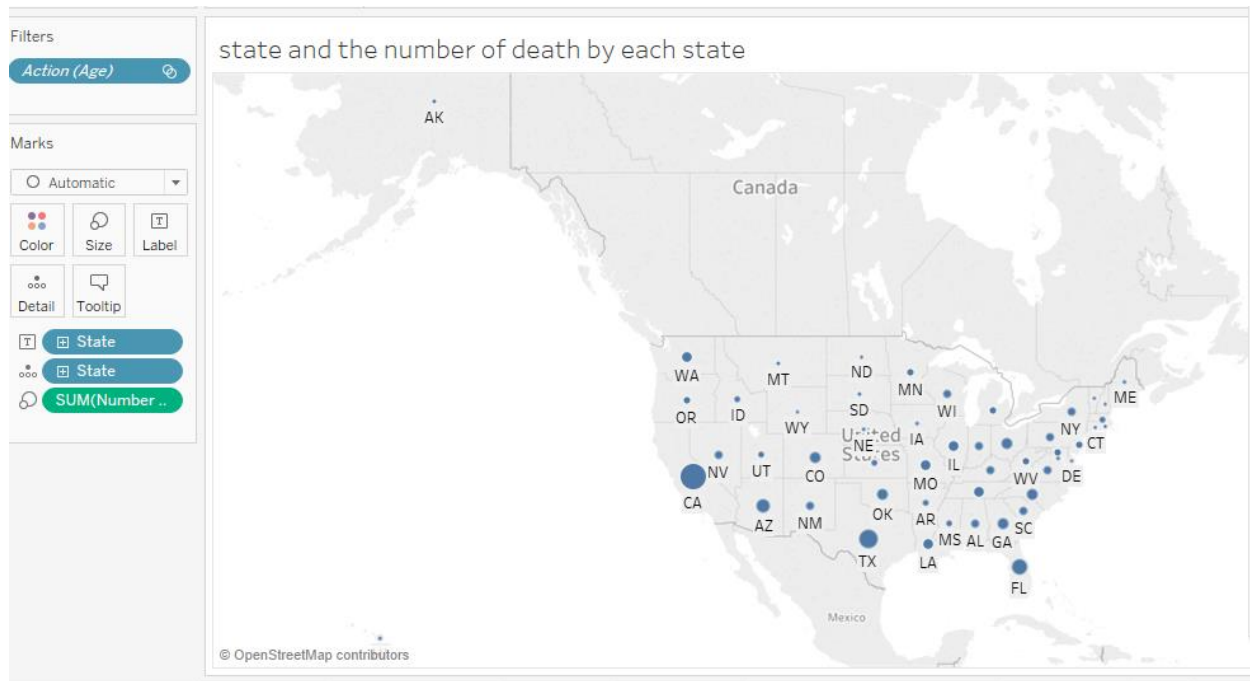 Filters
Action (Age)
Marks
Automatic
Color
Size
Label
Detail
Tooltip
State
State
SUM(Number ..
state and the number of death by each state
AK
Canada
WA
MT
ND
MN
ME
OR
ID
WY
SD
WI
NY
United States
NE
IA
CT
NV
UT
CO
IL
WV
DE
CA
MO
AZ
NM
OK
AR
SC
MS
AL
GA
TX
LA
FL
Mexico
© OpenStreetMap contributors